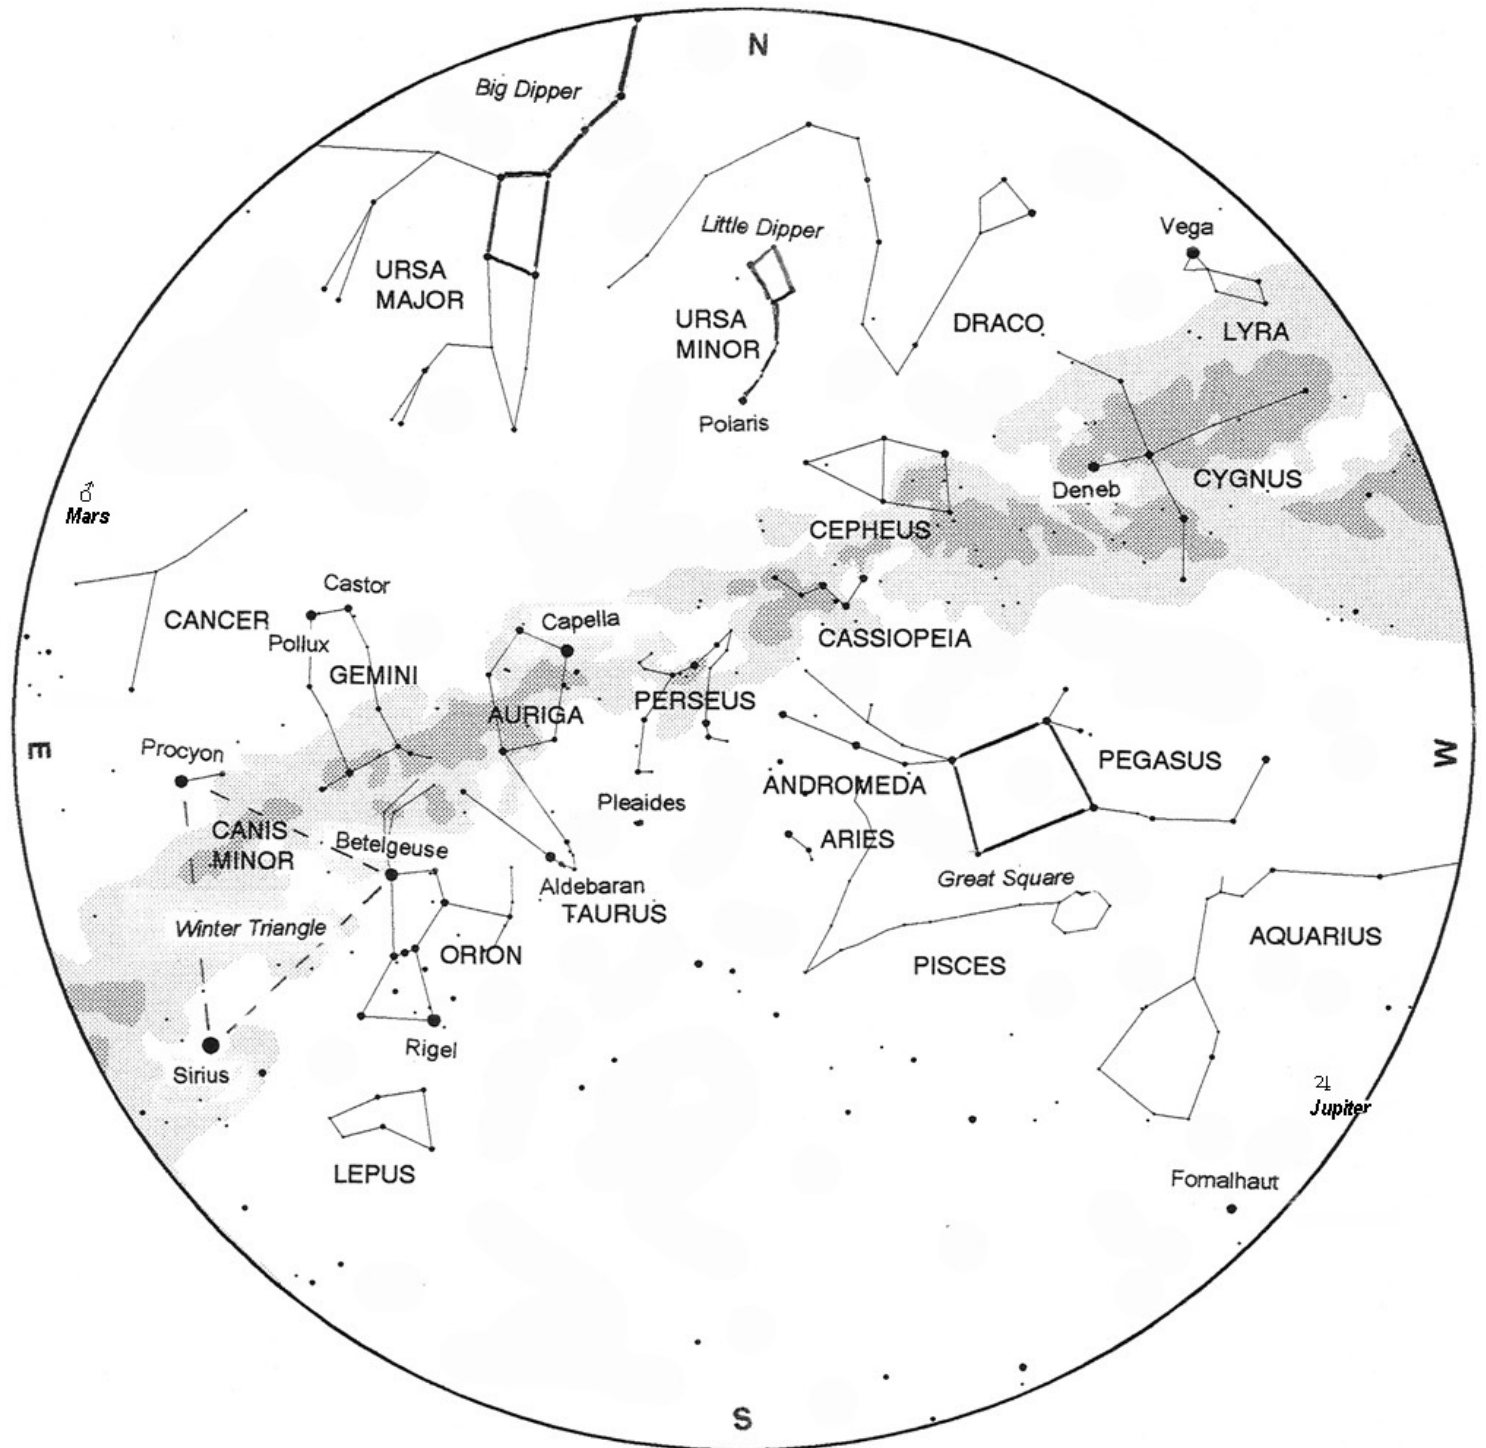 N
Big Dipper
Little Dipper
Vega
URSA
MAJOR
URSA
MINOR
DRACO
LYRA
Polaris
♂
Mars
Deneb
CYGNUS
CEPHEUS
Castor
CANCER
Pollux
Capella
CASSIOPEIA
GEMINI
AURIGA
PERSEUS
E
Procyon
W
PEGASUS
ANDROMEDA
Pleaides
CANIS
MINOR
Betelgeuse
ARIES
Great Square
Aldebaran
TAURUS
Winter Triangle
ORION
PISCES
AQUARIUS
Rigel
Sirius
♃
Jupiter
LEPUS
Fomalhaut
S